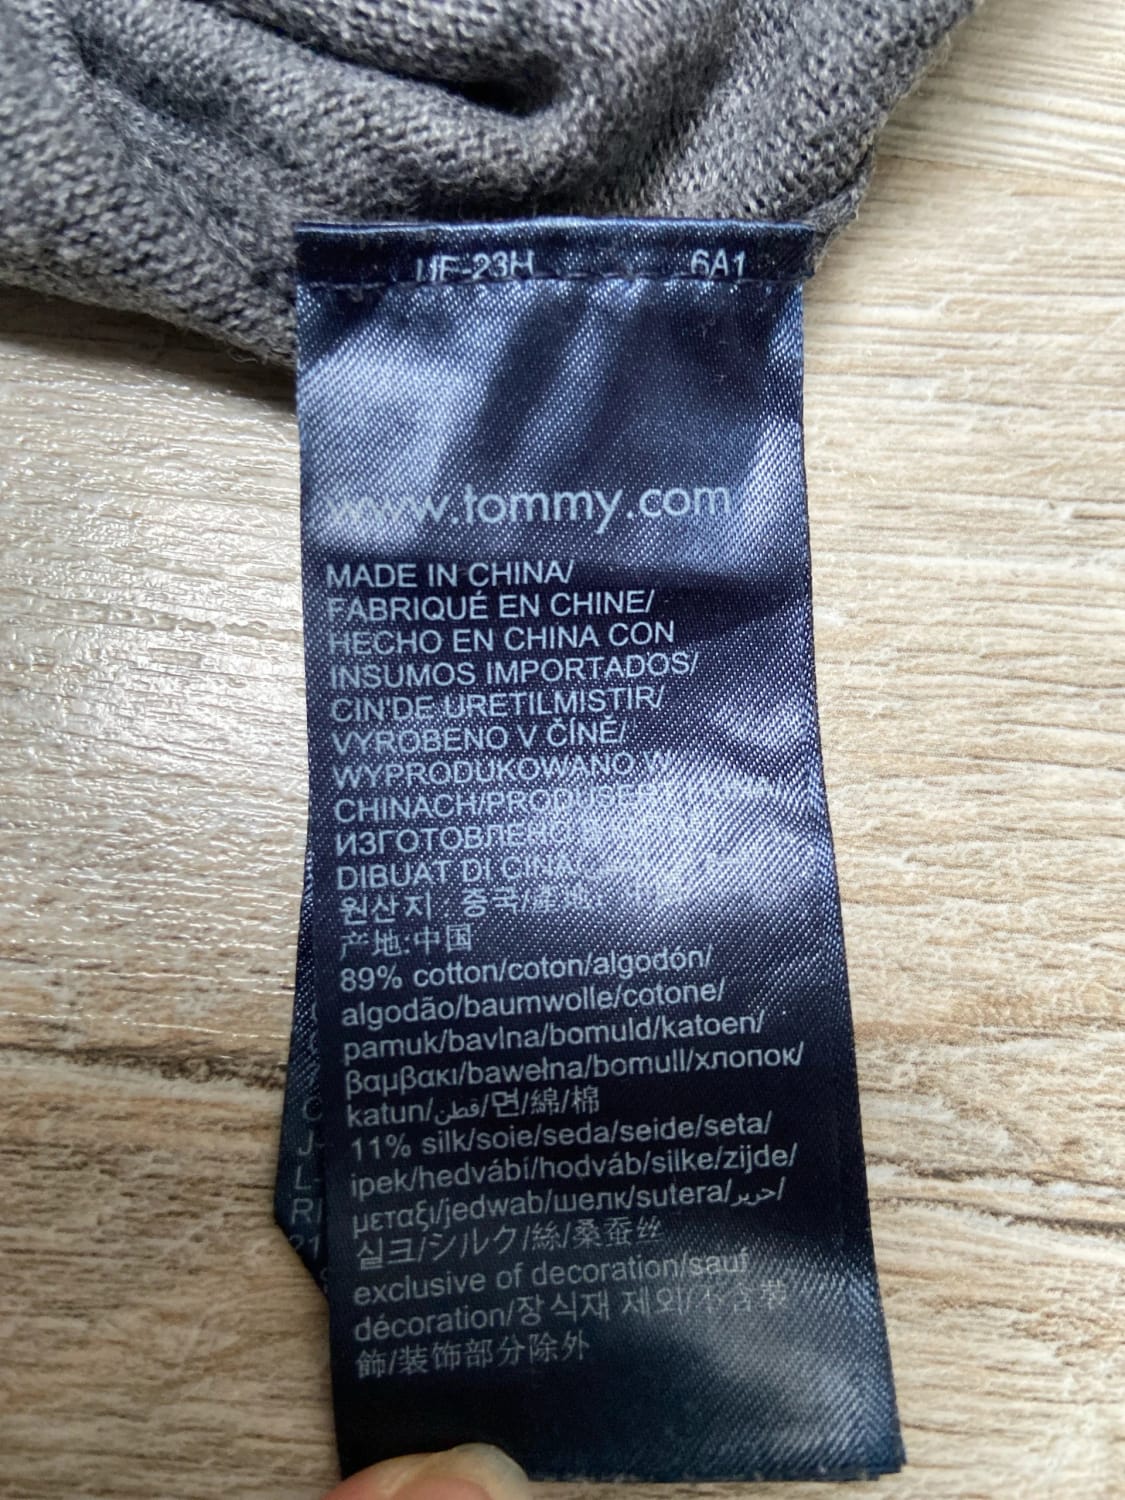 UF-23H 6A1
www.tommy.com
MADE IN CHINA/
FABRIQUÉ EN CHINE/
HECHO EN CHINA CON
INSUMOS IMPORTADOS/
CIN'DE URETILMISTIR/
VYROBENO V ČÍNĚ/
WYPRODUKOWANO W
CHINACH/
ИЗГОТОВЛЕНО
DIBUAT DI CINA/
원산지 : 중국/産地:
产地:中国
89% cotton/coton/algodón/
algodão/baumwolle/cotone/
pamuk/bavlna/bomuld/katoen/
βαμβακι/bawełna/bomull/хлопок/
katun/قطن/면/綿/棉
11% silk/soie/seda/seide/seta/
ipek/hedvábí/hodváb/silke/zijde/
μεταξι/jedwab/шелк/sutera/حرير/
실크/シルク/絲/桑蚕丝
exclusive of decoration/sauf
décoration/장식재 제외/不含裝
飾/装饰部分除外